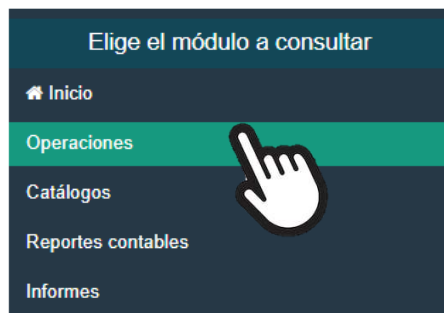 Elige el módulo a consultar
Inicio
Operaciones
Catálogos
Reportes contables
Informes